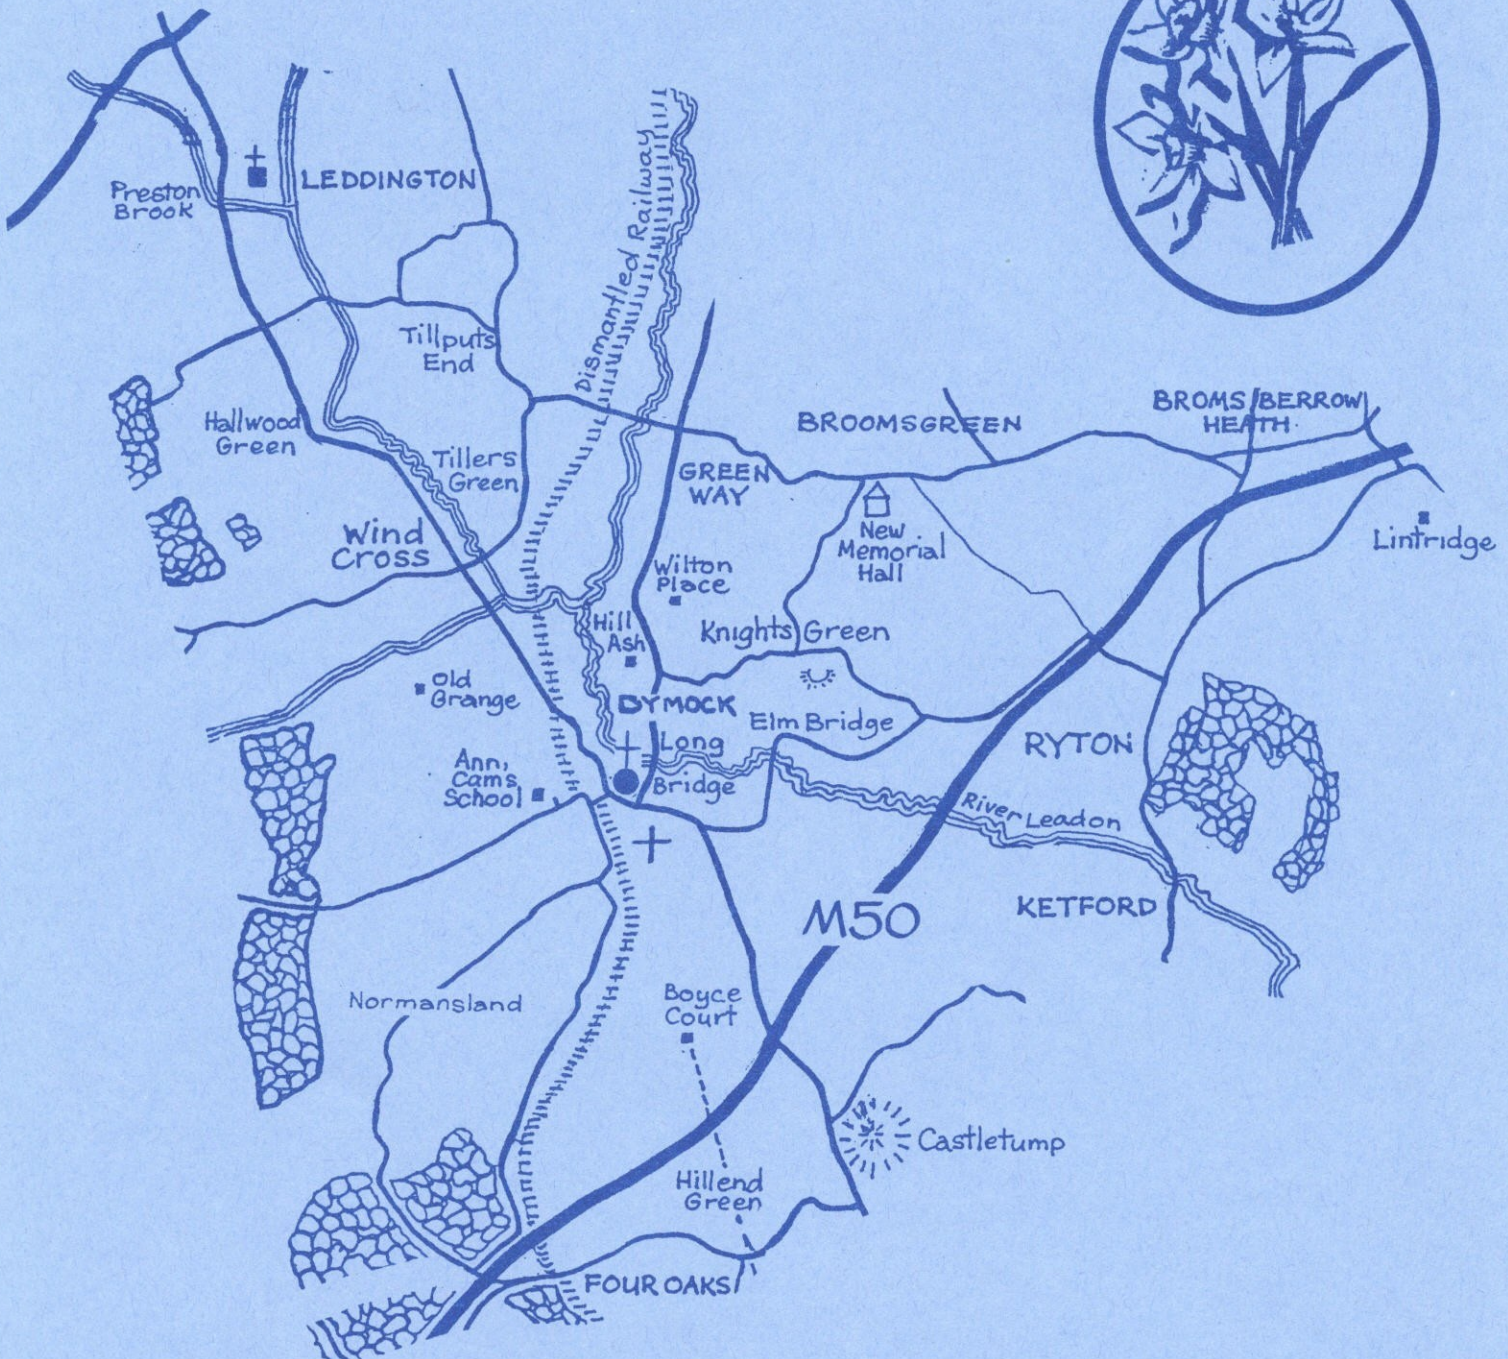 LEDDINGTON
Preston
Brook
Dismantled Railway
Tillputs
End
Hallwood
Green
Tillers
Green
Wind
Cross
BROOMSGREEN
BROMSBERROW
HEATH
GREEN
WAY
New
Memorial
Hall
Lintridge
Wilton
Place
Hill
Ash
Knights Green
Old
Grange
DYMOCK
Elm Bridge
Long
Bridge
RYTON
Ann,
Cams
School
River Leadon
M50
KETFORD
Normansland
Boyce
Court
Castletump
Hillend
Green
FOUR OAKS